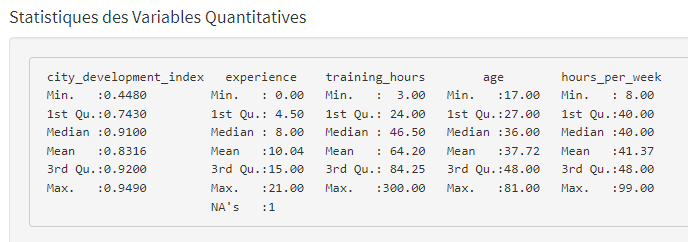 Statistiques des Variables Quantitatives
city_development_index   experience    training_hours        age        hours_per_week
Min.   :0.4480         Min.   : 0.00   Min.   :  3.00   Min.   :17.00   Min.   : 8.00
1st Qu.:0.7430         1st Qu.: 4.50   1st Qu.: 24.00   1st Qu.:27.00   1st Qu.:40.00
Median :0.9100         Median : 8.00   Median : 46.50   Median :36.00   Median :40.00
Mean   :0.8316         Mean   :10.04   Mean   : 64.20   Mean   :37.72   Mean   :41.37
3rd Qu.:0.9200         3rd Qu.:15.00   3rd Qu.: 84.25   3rd Qu.:48.00   3rd Qu.:48.00
Max.   :0.9490         Max.   :21.00   Max.   :300.00   Max.   :81.00   Max.   :99.00
NA's   :1